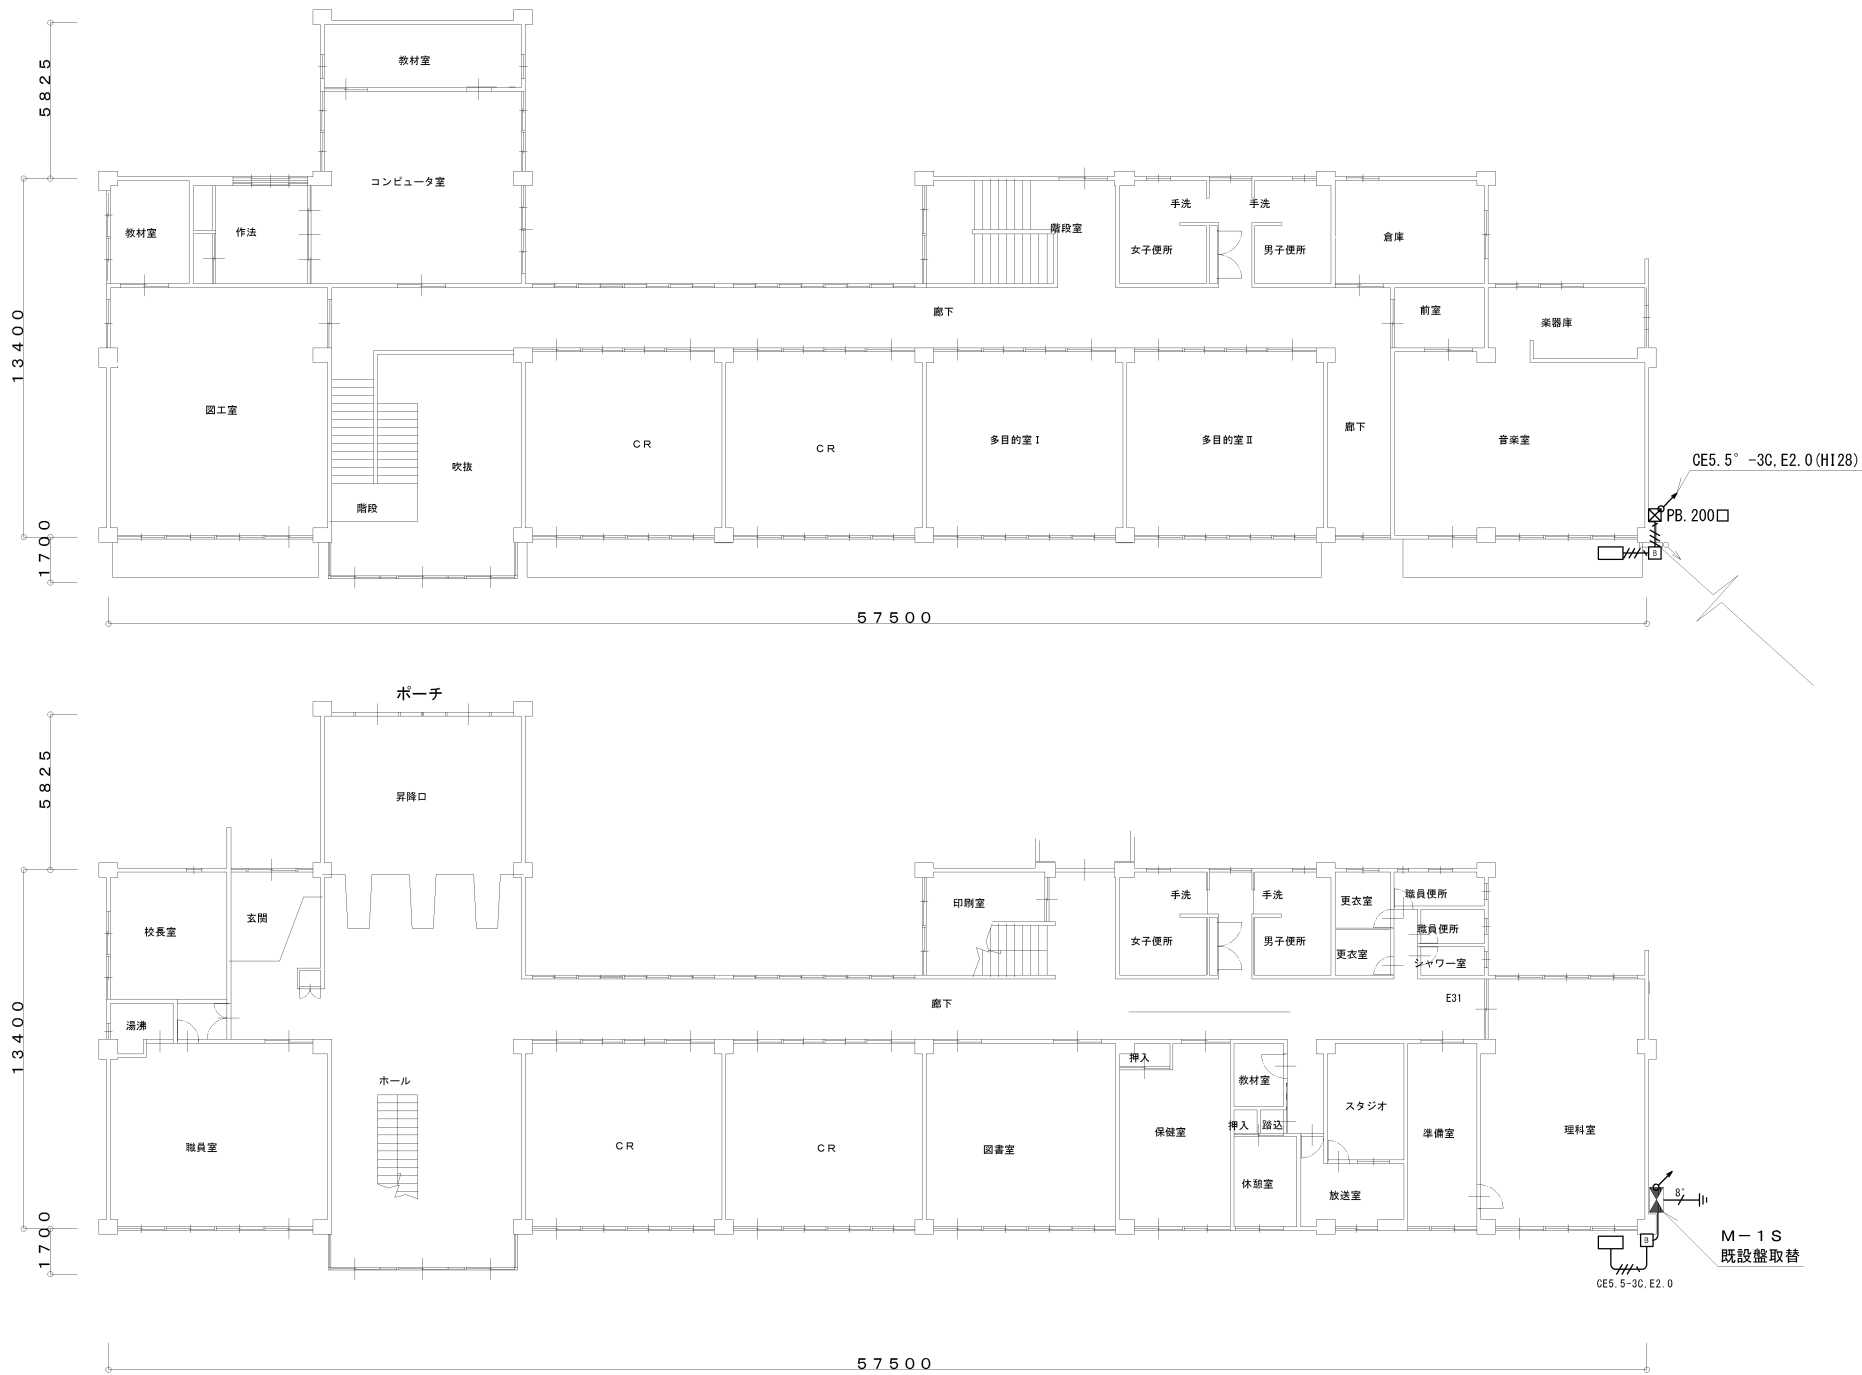 5825
教材室
コンピュータ室
13400
教材室
作法
手洗
手洗
階段室
女子便所
男子便所
倉庫
廊下
前室
楽器庫
図工室
CR
CR
多目的室Ⅰ
多目的室Ⅱ
廊下
音楽室
吹抜
階段
CE5.5°-3C,E2.0(HI28)
PB.200□
B
1700
57500
ポーチ
5825
昇降口
13400
校長室
玄関
印刷室
手洗
手洗
更衣室
職員便所
女子便所
男子便所
職員便所
更衣室
シャワー室
湯沸
廊下
E31
押入
ホール
教材室
スタジオ
職員室
CR
CR
図書室
保健室
押入
踏込
準備室
理科室
休憩室
放送室
8°
M-1S
既設盤取替
B
CE5.5-3C,E2.0
1700
57500